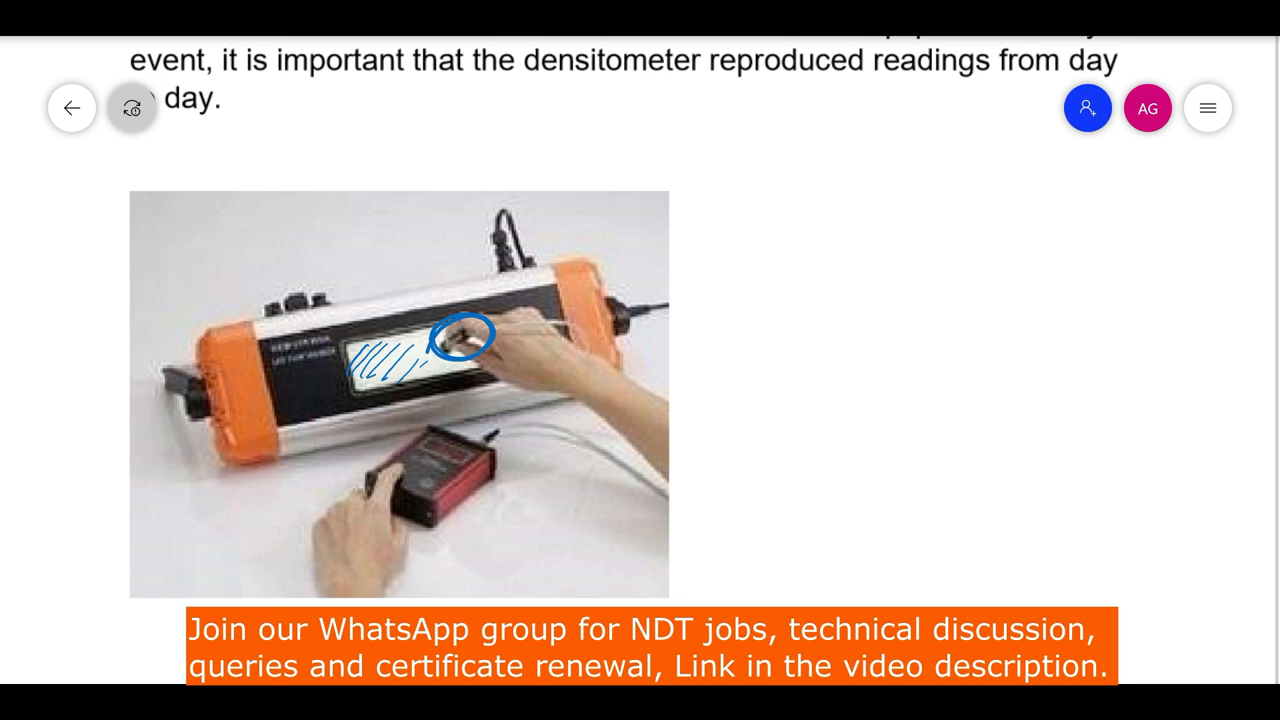 event, it is important that the densitometer reproduced readings from day
day.
AG
Join our WhatsApp group for NDT jobs, technical discussion,
queries and certificate renewal, Link in the video description.